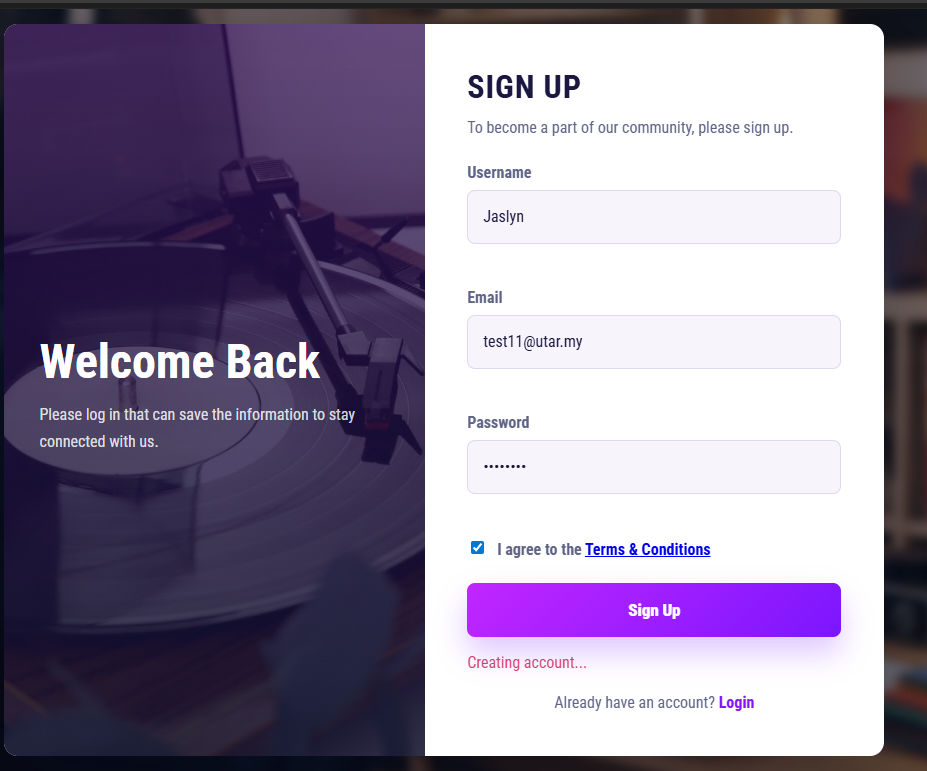 Welcome Back
Please log in that can save the information to stay
connected with us.
SIGN UP
To become a part of our community, please sign up.
Username
Jaslyn
Email
test11@utar.my
Password
••••••••
I agree to the Terms & Conditions
Sign Up
Creating account...
Already have an account? Login